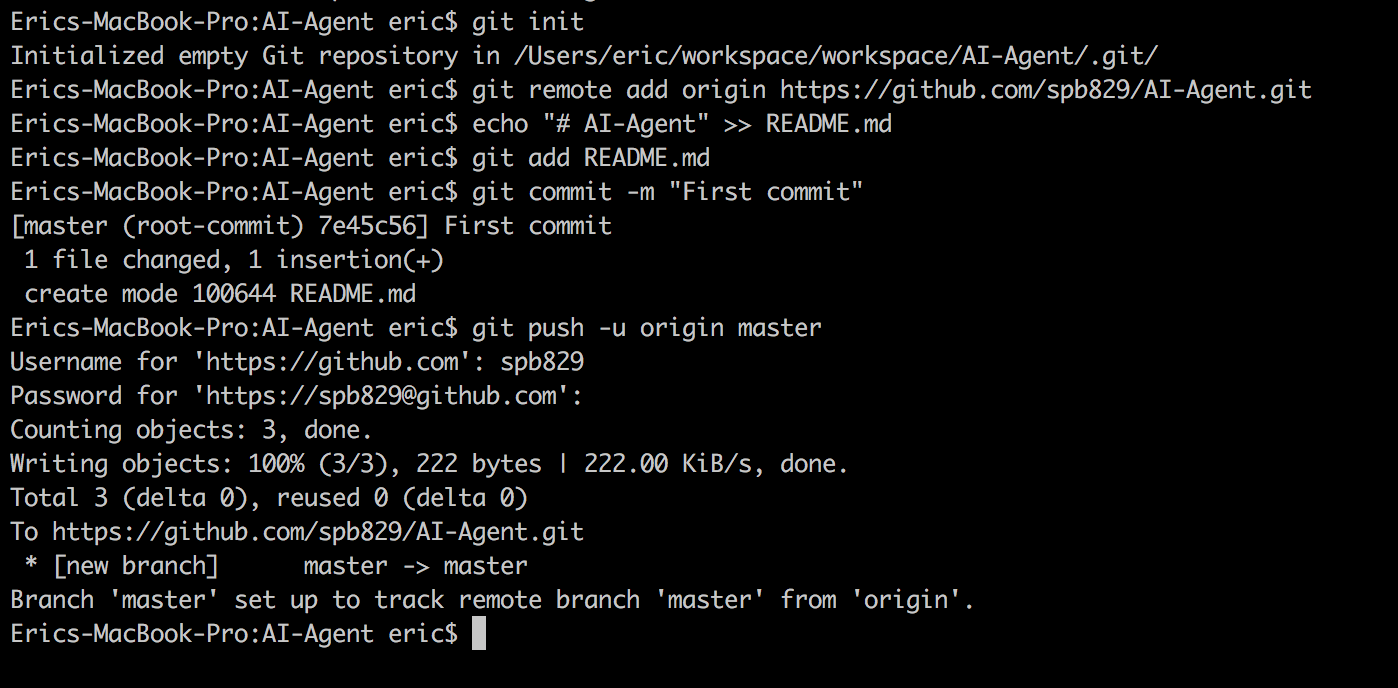 Erics-MacBook-Pro:AI-Agent eric$ git init
Initialized empty Git repository in /Users/eric/workspace/workspace/AI-Agent/.git/
Erics-MacBook-Pro:AI-Agent eric$ git remote add origin https://github.com/spb829/AI-Agent.git
Erics-MacBook-Pro:AI-Agent eric$ echo "# AI-Agent" >> README.md
Erics-MacBook-Pro:AI-Agent eric$ git add README.md
Erics-MacBook-Pro:AI-Agent eric$ git commit -m "First commit"
[master (root-commit) 7e45c56] First commit
 1 file changed, 1 insertion(+)
 create mode 100644 README.md
Erics-MacBook-Pro:AI-Agent eric$ git push -u origin master
Username for 'https://github.com': spb829
Password for 'https://spb829@github.com':
Counting objects: 3, done.
Writing objects: 100% (3/3), 222 bytes | 222.00 KiB/s, done.
Total 3 (delta 0), reused 0 (delta 0)
To https://github.com/spb829/AI-Agent.git
 * [new branch]      master -> master
Branch 'master' set up to track remote branch 'master' from 'origin'.
Erics-MacBook-Pro:AI-Agent eric$